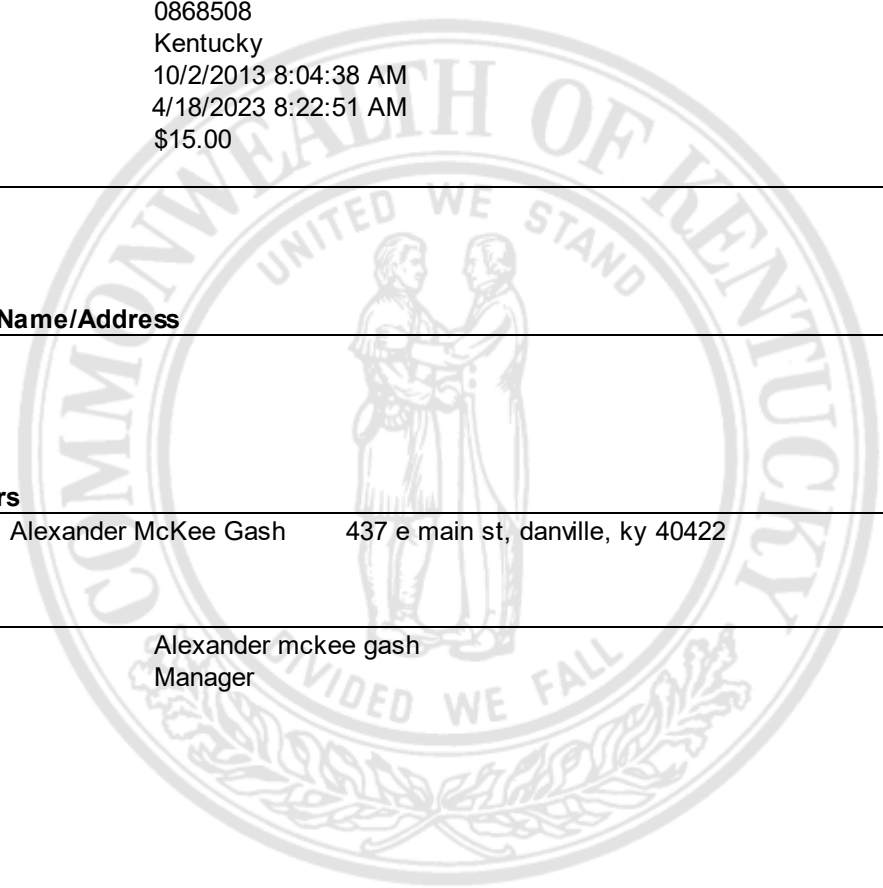 0868508
Kentucky
10/2/2013 8:04:38 AM
4/18/2023 8:22:51 AM
$15.00
COMMONWEALTH OF KENTUCKY
UNITED WE STAND
Name/Address
rs
Alexander McKee Gash 437 e main st, danville, ky 40422
Alexander mckee gash
Manager
DIVIDED WE FALL